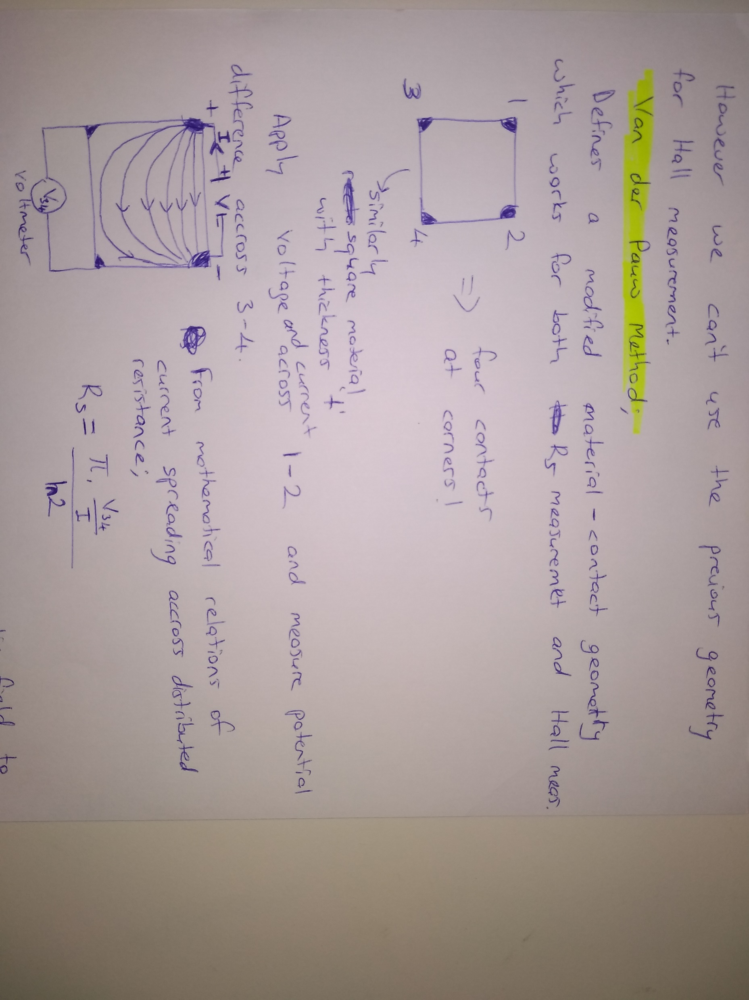 However we can't use the previous geometry
for Hall measurement.
Van der Pauw Method;
Defines a modified material-contact geometry
which works for both Rs measuremet and Hall meas.
1 2
3 4
=> four contacts
at corners!
similarly
square material
with thickness t'
Apply voltage and current across 1-2 and measure potential
difference accross 3-4.
+ I + V - -
V34
voltmeter
From mathematical relations of
current spreading accross distributed
resistance;
Rs = π. V34/I / ln2
field to